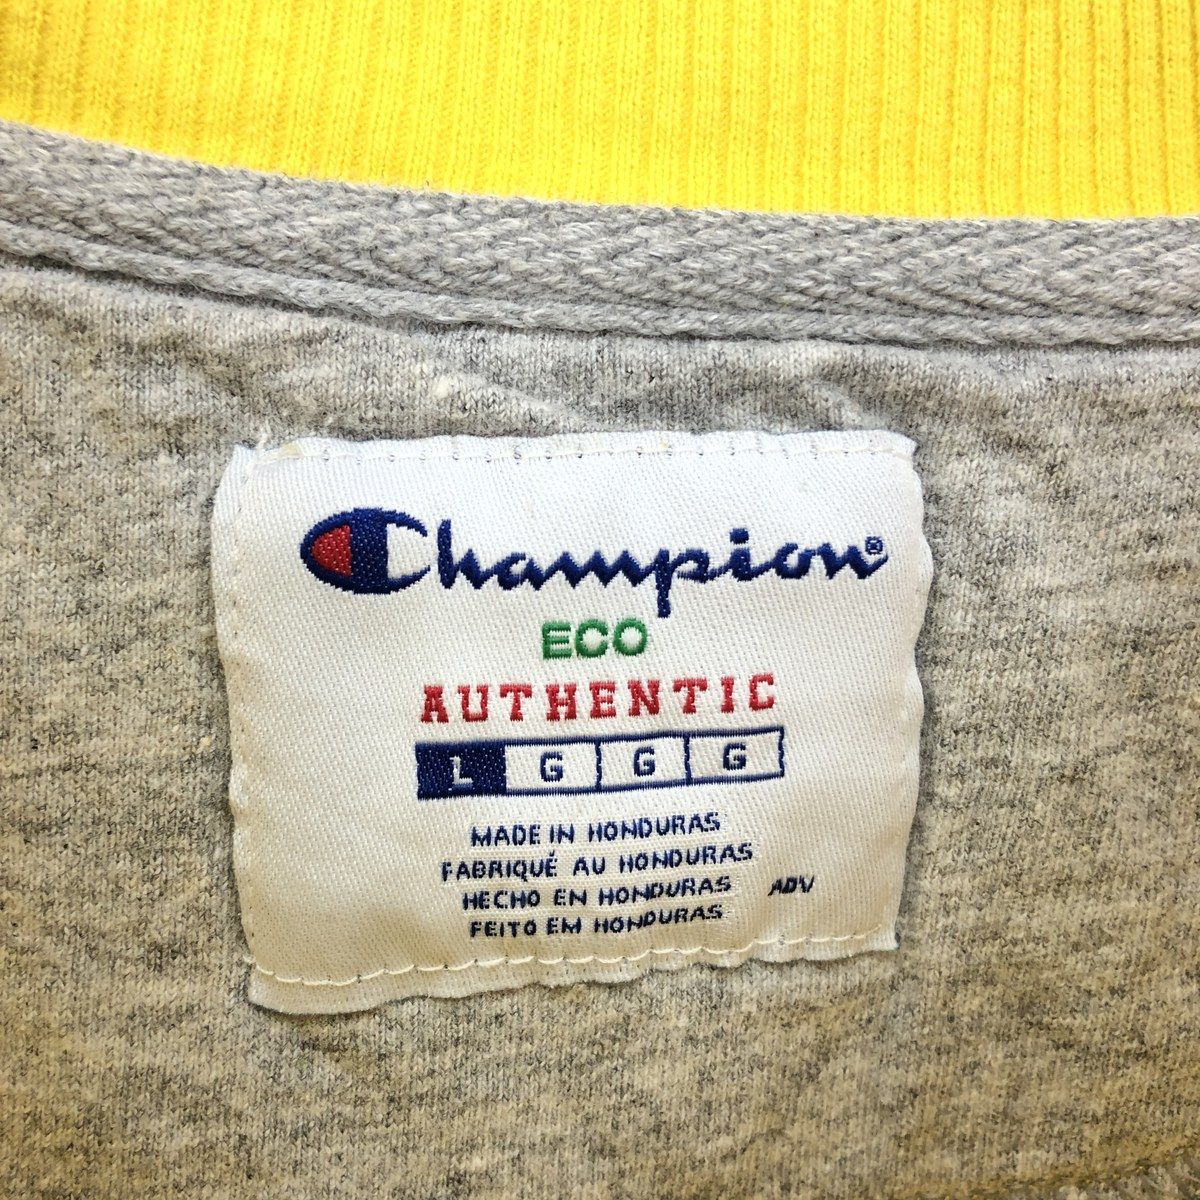 Champion®
ECO
AUTHENTIC
L G G G
MADE IN HONDURAS
FABRIQUÉ AU HONDURAS
HECHO EN HONDURAS ADV
FEITO EM HONDURAS